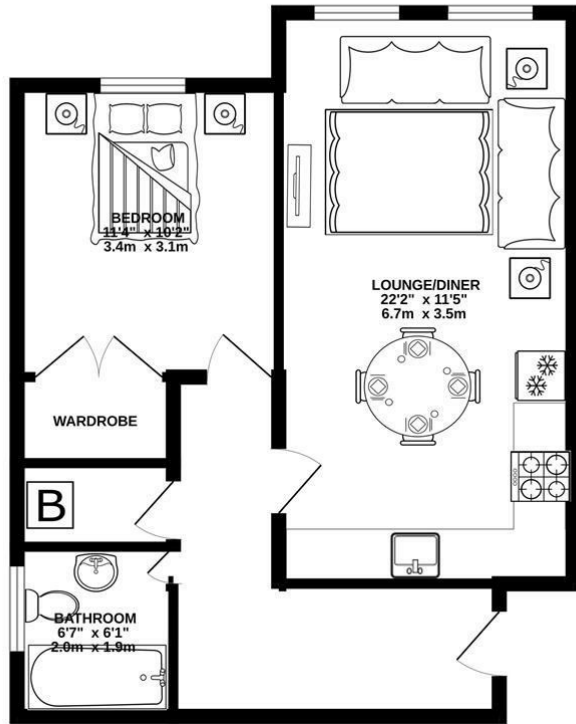 BEDROOM
11'4" x 10'2"
3.4m x 3.1m
LOUNGE/DINER
22'2" x 11'5"
6.7m x 3.5m
WARDROBE
B
BATHROOM
6'7" x 6'1"
2.0m x 1.9m